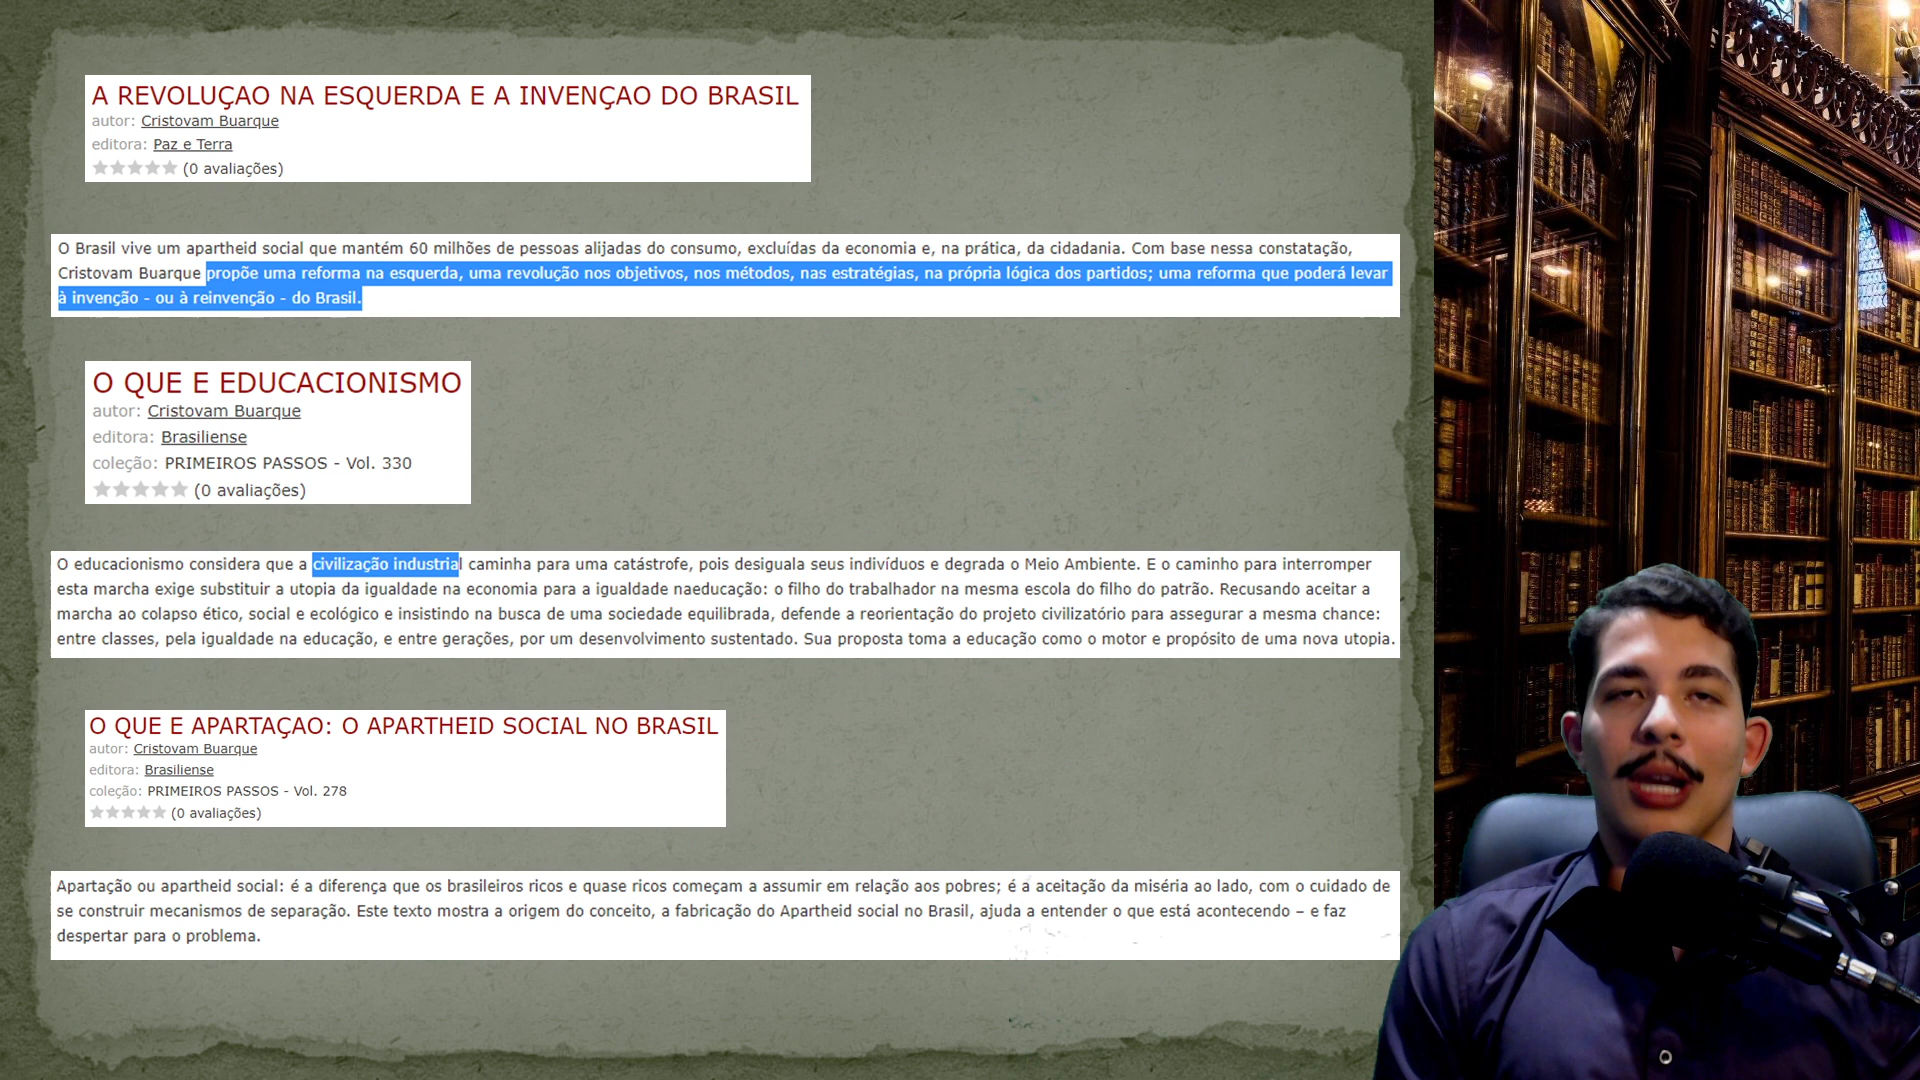 A REVOLUÇAO NA ESQUERDA E A INVENÇAO DO BRASIL
autor: Cristovam Buarque
editora: Paz e Terra
(0 avaliações)
O Brasil vive um apartheid social que mantém 60 milhões de pessoas alijadas do consumo, excluídas da economia e, na prática, da cidadania. Com base nessa constatação,
Cristovam Buarque propõe uma reforma na esquerda, uma revolução nos objetivos, nos métodos, nas estratégias, na própria lógica dos partidos; uma reforma que poderá levar
à invenção - ou à reinvenção - do Brasil.
O QUE E EDUCACIONISMO
autor: Cristovam Buarque
editora: Brasiliense
coleção: PRIMEIROS PASSOS - Vol. 330
(0 avaliações)
O educacionismo considera que a civilização industrial caminha para uma catástrofe, pois desiguala seus indivíduos e degrada o Meio Ambiente. E o caminho para interromper
esta marcha exige substituir a utopia da igualdade na economia para a igualdade naeducação: o filho do trabalhador na mesma escola do filho do patrão. Recusando aceitar a
marcha ao colapso ético, social e ecológico e insistindo na busca de uma sociedade equilibrada, defende a reorientação do projeto civilizatório para assegurar a mesma chance:
entre classes, pela igualdade na educação, e entre gerações, por um desenvolvimento sustentado. Sua proposta toma a educação como o motor e propósito de uma nova utopia.
O QUE E APARTAÇAO: O APARTHEID SOCIAL NO BRASIL
autor: Cristovam Buarque
editora: Brasiliense
coleção: PRIMEIROS PASSOS - Vol. 278
(0 avaliações)
Apartação ou apartheid social: é a diferença que os brasileiros ricos e quase ricos começam a assumir em relação aos pobres; é a aceitação da miséria ao lado, com o cuidado de
se construir mecanismos de separação. Este texto mostra a origem do conceito, a fabricação do Apartheid social no Brasil, ajuda a entender o que está acontecendo – e faz
despertar para o problema.